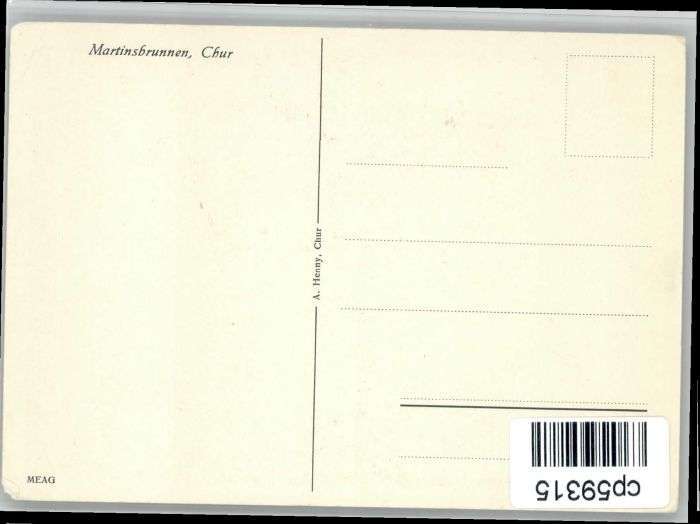 Martinsbrunnen, Chur
A. Henny, Chur
MEAG
cp59315